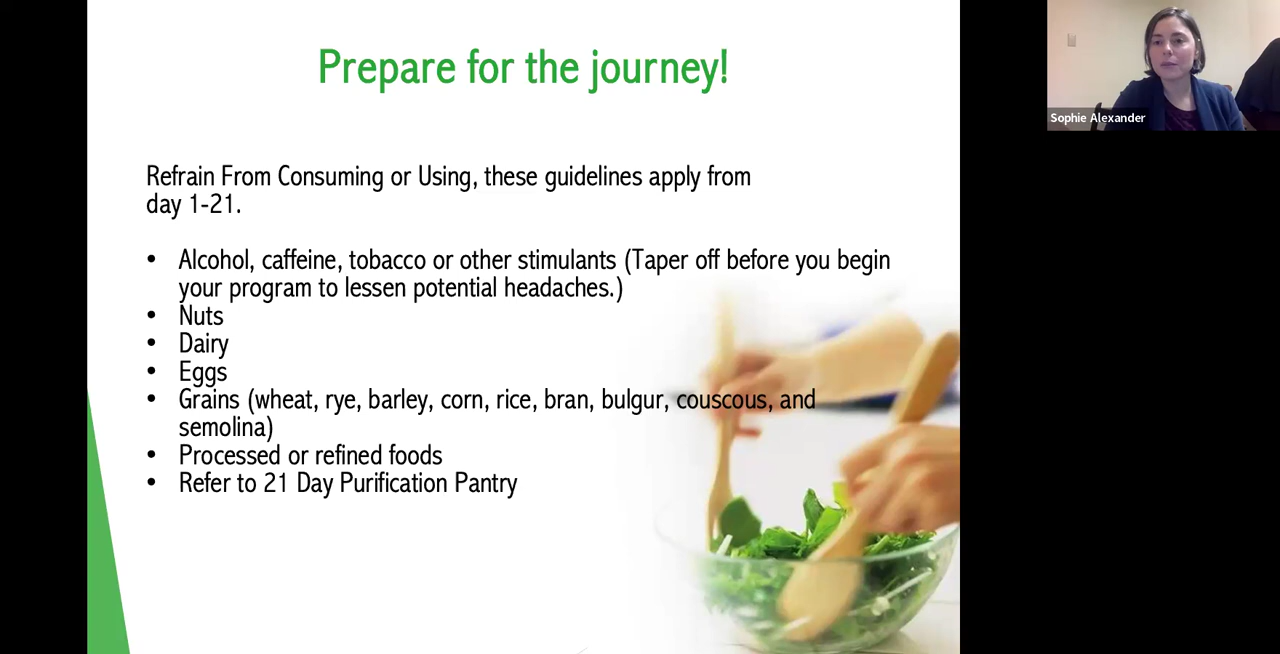 Prepare for the journey!
Sophie Alexander
Refrain From Consuming or Using, these guidelines apply from
day 1-21.
• Alcohol, caffeine, tobacco or other stimulants (Taper off before you begin
your program to lessen potential headaches.)
• Nuts
• Dairy
• Eggs
• Grains (wheat, rye, barley, corn, rice, bran, bulgur, couscous, and
semolina)
• Processed or refined foods
• Refer to 21 Day Purification Pantry